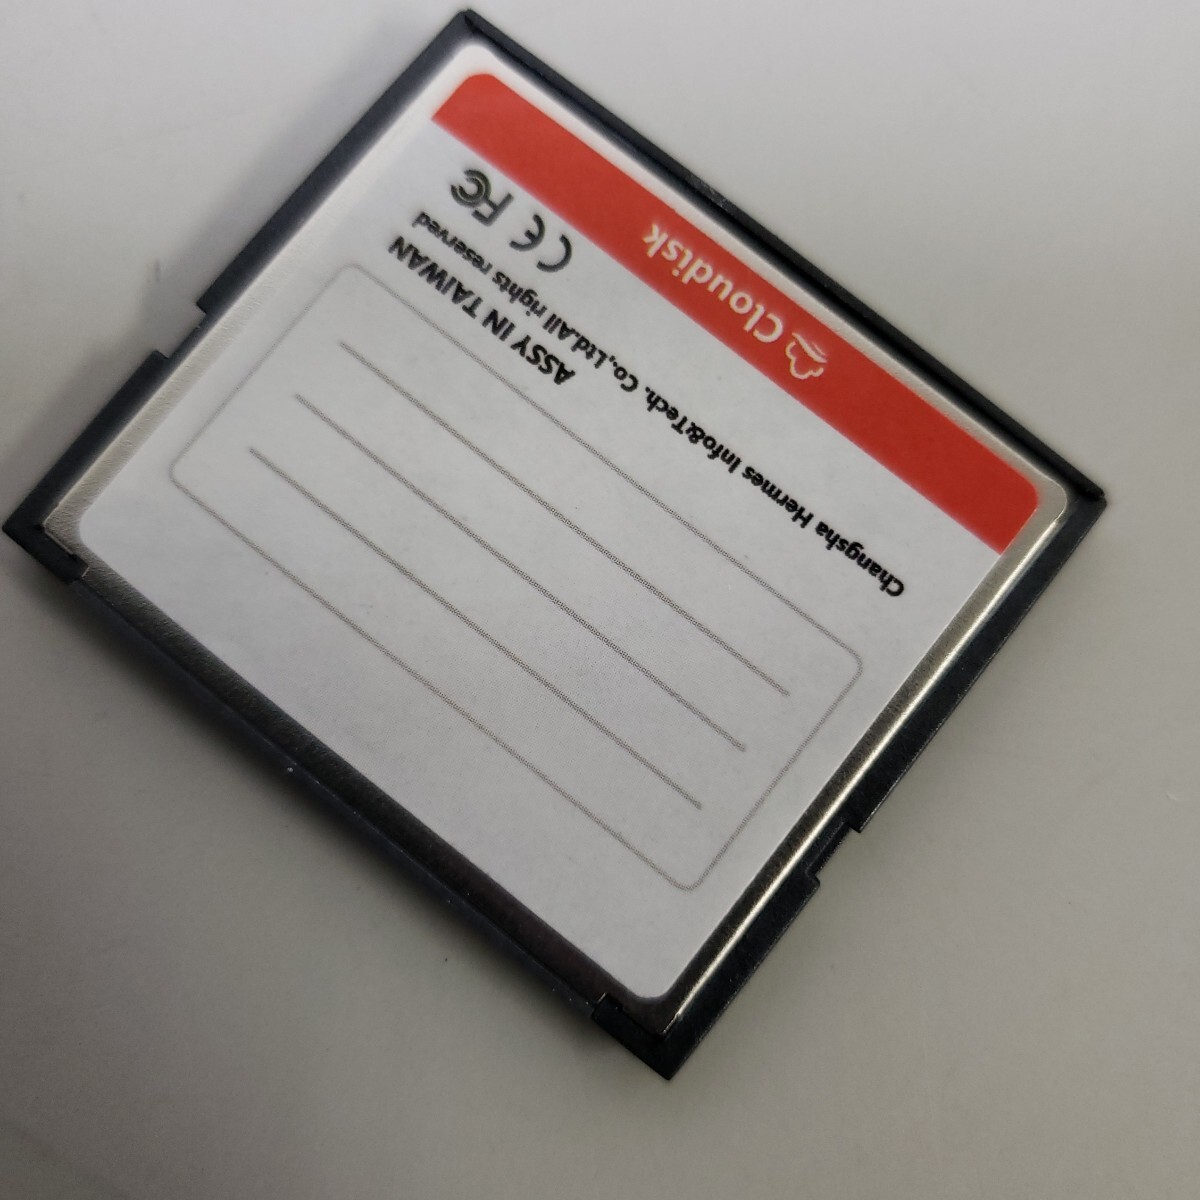 Cloudisk
Changsha Hermes Info&Tech. Co.,Ltd.All rights reserved
CE FC
ASSY IN TAIWAN